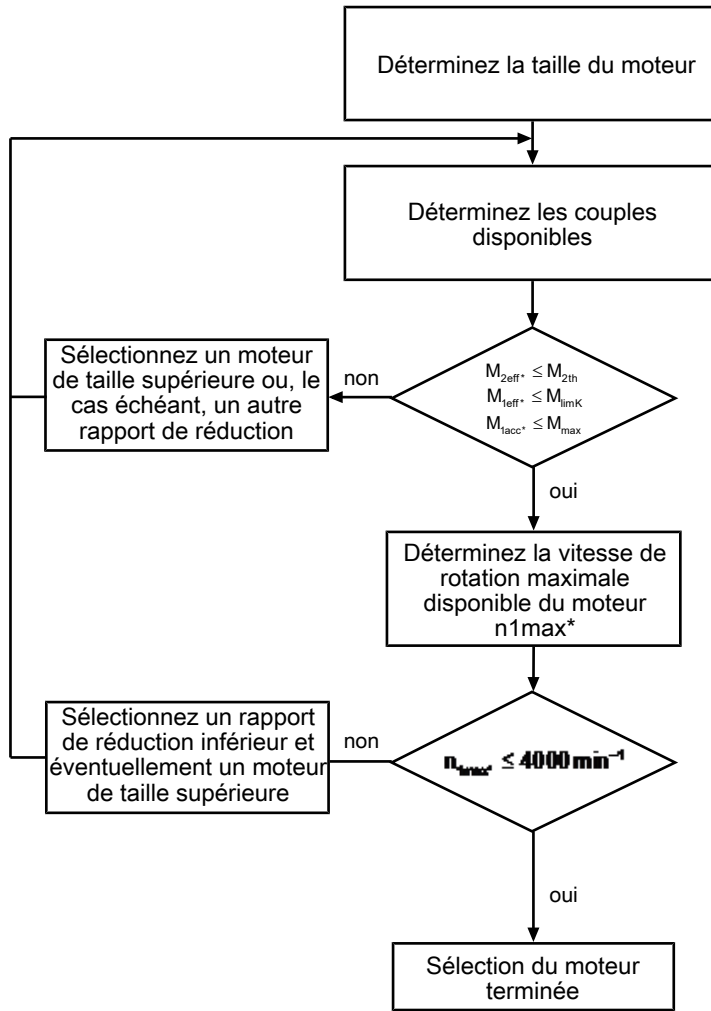 Déterminez la taille du moteur
Déterminez les couples
disponibles
Sélectionnez un moteur
de taille supérieure ou, le
cas échéant, un autre
rapport de réduction
non
M2eff* ≤ M2th
M1eff* ≤ MlimK
M1acc* ≤ Mmax
oui
Déterminez la vitesse de
rotation maximale
disponible du moteur
n1max*
Sélectionnez un rapport
de réduction inférieur et
éventuellement un moteur
de taille supérieure
non
n1max* ≤ 4000 min⁻¹
oui
Sélection du moteur
terminée